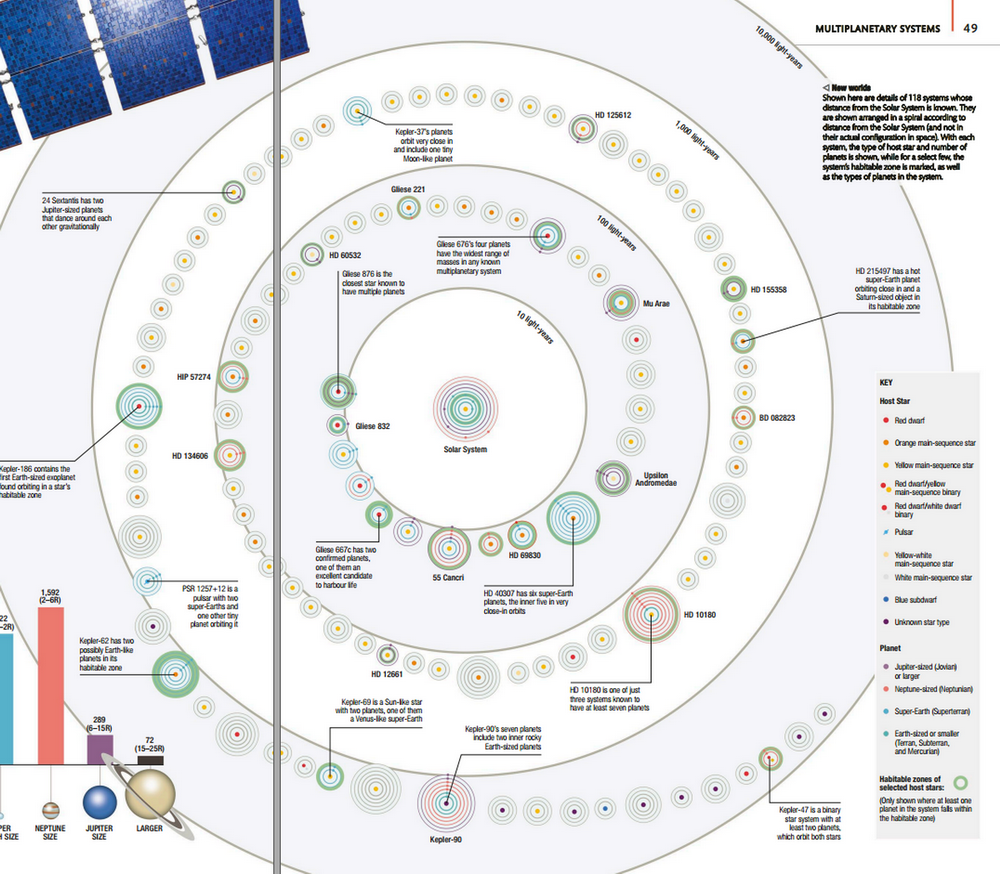 MULTIPLANETARY SYSTEMS 49
10,000 light-years
◁ New worlds
Shown here are details of 118 systems whose
distance from the Solar System is known. They
are shown arranged in a spiral according to
distance from the Solar System (and not in
their actual configuration in space). With each
system, the type of host star and number of
planets is shown, while for a select few, the
system's habitable zone is marked, as well
as the types of planets in the system.
HD 125612
1,000 light-years
Kepler-37's planets
orbit very close in
and include one tiny
Moon-like planet
24 Sextantis has two
Jupiter-sized planets
that dance around each
other gravitationally
Gliese 221
100 light-years
HD 60532
Gliese 676's four planets
have the widest range of
masses in any known
multiplanetary system
Gliese 876 is the
closest star known to
have multiple planets
HD 215497 has a hot
super-Earth planet
orbiting close in and a
Saturn-sized object in
its habitable zone
HD 155358
Mu Arae
10 light-years
HIP 57274
Gliese 832
Solar System
BD 082823
HD 134606
Kepler-186 contains the
first Earth-sized exoplanet
found orbiting in a star's
habitable zone
Upsilon
Andromedae
Gliese 667c has two
confirmed planets,
one of them an
excellent candidate
to harbour life
55 Cancri
HD 69830
HD 40307 has six super-Earth
planets, the inner five in very
close-in orbits
PSR 1257+12 is a
pulsar with two
super-Earths and
one other tiny
planet orbiting it
HD 10180
Kepler-62 has two
possibly Earth-like
planets in its
habitable zone
HD 12661
HD 10180 is one of just
three systems known to
have at least seven planets
Kepler-69 is a Sun-like star
with two planets, one of them
a Venus-like super-Earth
Kepler-90's seven planets
include two inner rocky
Earth-sized planets
Kepler-90
Kepler-47 is a binary
star system with at
least two planets,
which orbit both stars
22
–2R)
1,592
(2–6R)
289
(6–15R)
72
(15–25R)
PER
H SIZE
NEPTUNE
SIZE
JUPITER
SIZE
LARGER
KEY
Host Star
Red dwarf
Orange main-sequence star
Yellow main-sequence star
Red dwarf/yellow
main-sequence binary
Red dwarf/white dwarf
binary
Pulsar
Yellow-white
main-sequence star
White main-sequence star
Blue subdwarf
Unknown star type
Planet
Jupiter-sized (Jovian)
or larger
Neptune-sized (Neptunian)
Super-Earth (Superterran)
Earth-sized or smaller
(Terran, Subterran,
and Mercurian)
Habitable zones of
selected host stars:
(Only shown where at least one
planet in the system falls within
the habitable zone)